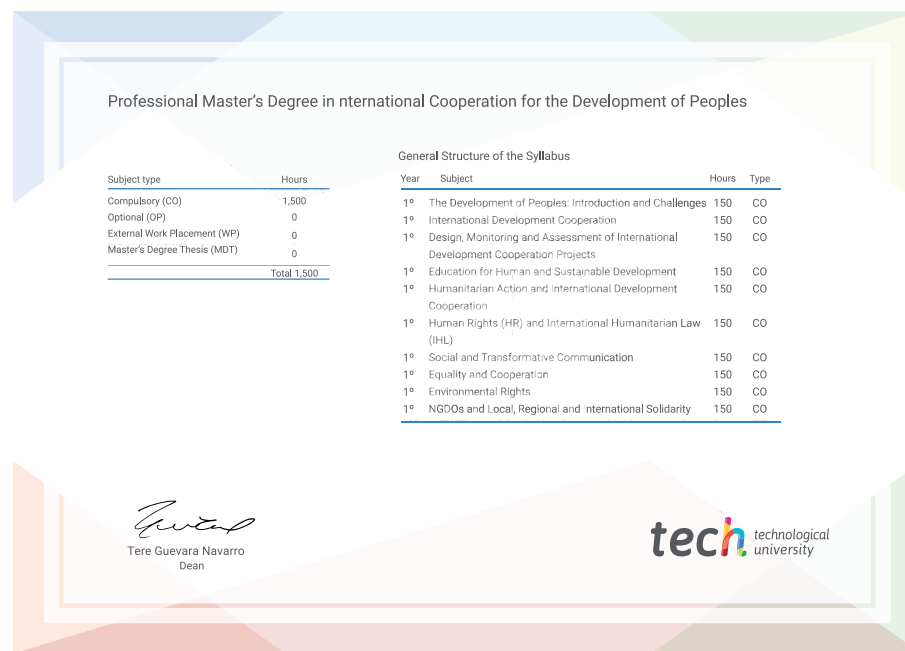 Professional Master's Degree in nternational Cooperation for the Development of Peoples
Subject type Hours
Compulsory (CO) 1,500
Optional (OP) 0
External Work Placement (WP) 0
Master's Degree Thesis (MDT) 0
Total 1,500
General Structure of the Syllabus
Year Subject Hours Type
1º The Development of Peoples: Introduction and Challenges 150 CO
1º International Development Cooperation 150 CO
1º Design, Monitoring and Assessment of International 150 CO
Development Cooperation Projects
1º Education for Human and Sustainable Development 150 CO
1º Humanitarian Action and International Development 150 CO
Cooperation
1º Human Rights (HR) and International Humanitarian Law 150 CO
(IHL)
1º Social and Transformative Communication 150 CO
1º Equality and Cooperation 150 CO
1º Environmental Rights 150 CO
1º NGDOs and Local, Regional and International Solidarity 150 CO
Tere Guevara Navarro
Dean
tech technological
university